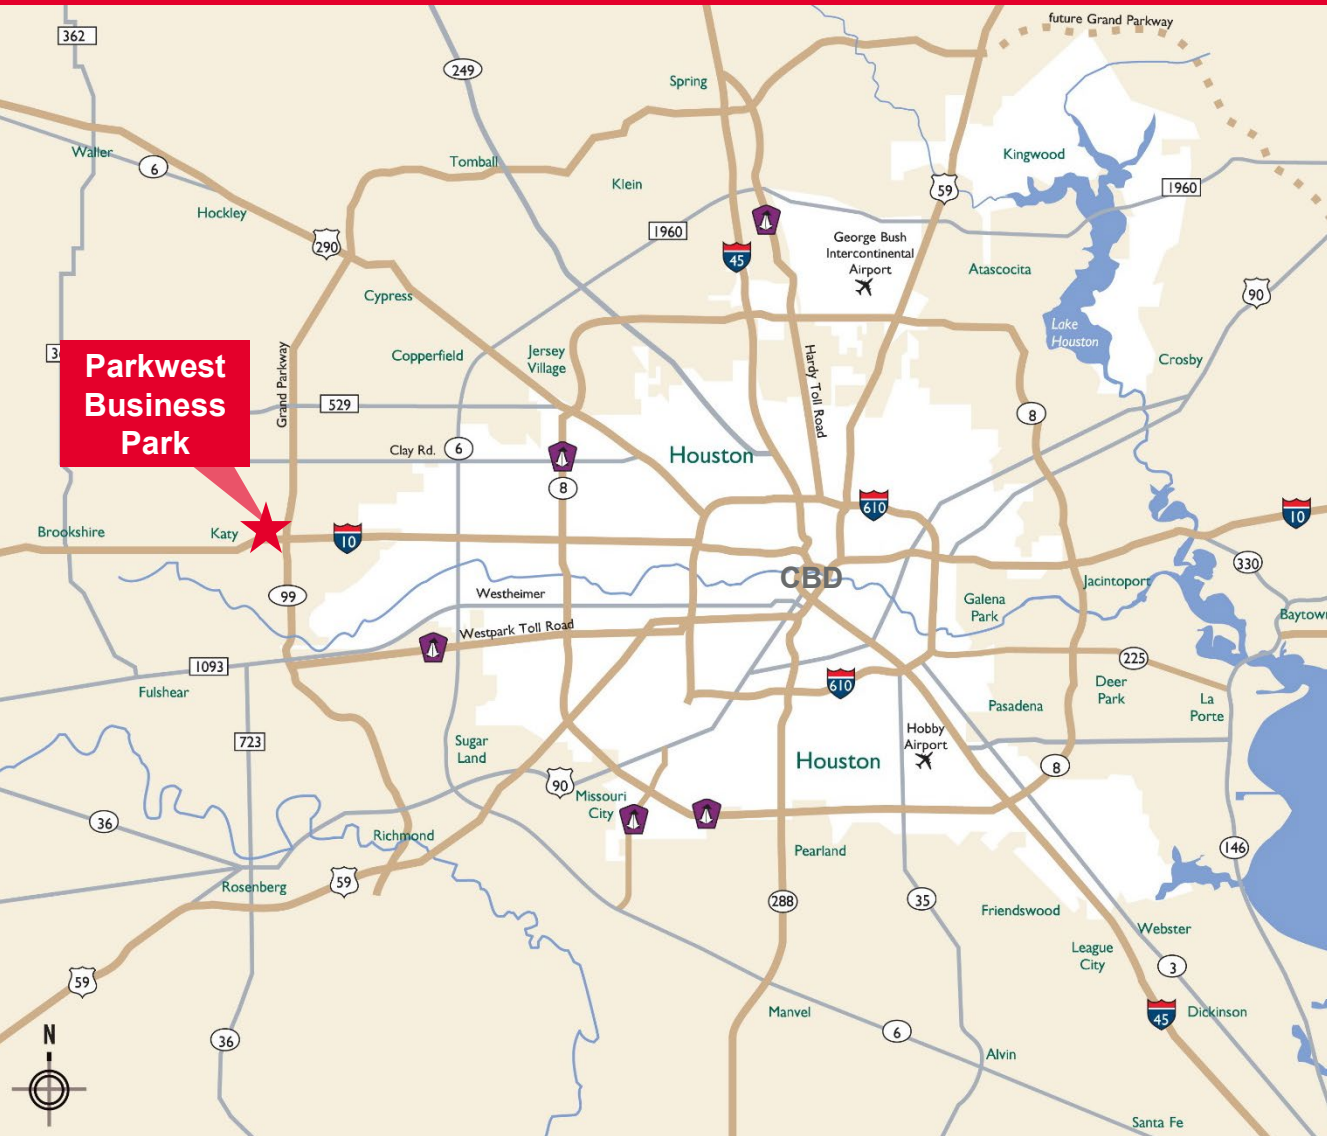 future Grand Parkway
362
249
Spring
Waller
6
Tomball
Kingwood
Klein
59
1960
Hockley
1960
290
45
George Bush
Intercontinental
Airport
Atascocita
Cypress
90
Lake
Houston
Copperfield
Jersey
Village
Hardy Toll Road
Crosby
Grand Parkway
Parkwest
Business
Park
529
8
Clay Rd.
6
Houston
8
610
10
Brookshire
Katy
10
330
CBD
99
Westheimer
Jacintoport
Galena
Park
Westpark Toll Road
1093
225
Fulshear
610
Deer
Park
La
Porte
Pasadena
723
Sugar
Land
Hobby
Airport
Houston
8
90
Missouri
City
36
Richmond
Pearland
146
Rosenberg
59
288
35
Friendswood
Webster
League
City
3
59
Manvel
45
Dickinson
6
N
36
Alvin
Santa Fe